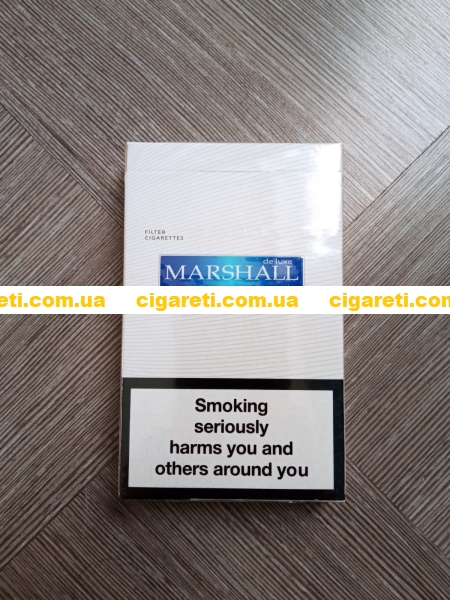 FILTER
CIGARETTES
de luxe
MARSHALL
eti.com.ua cigareti.com.ua cigareti.com
Smoking
seriously
harms you and
others around you